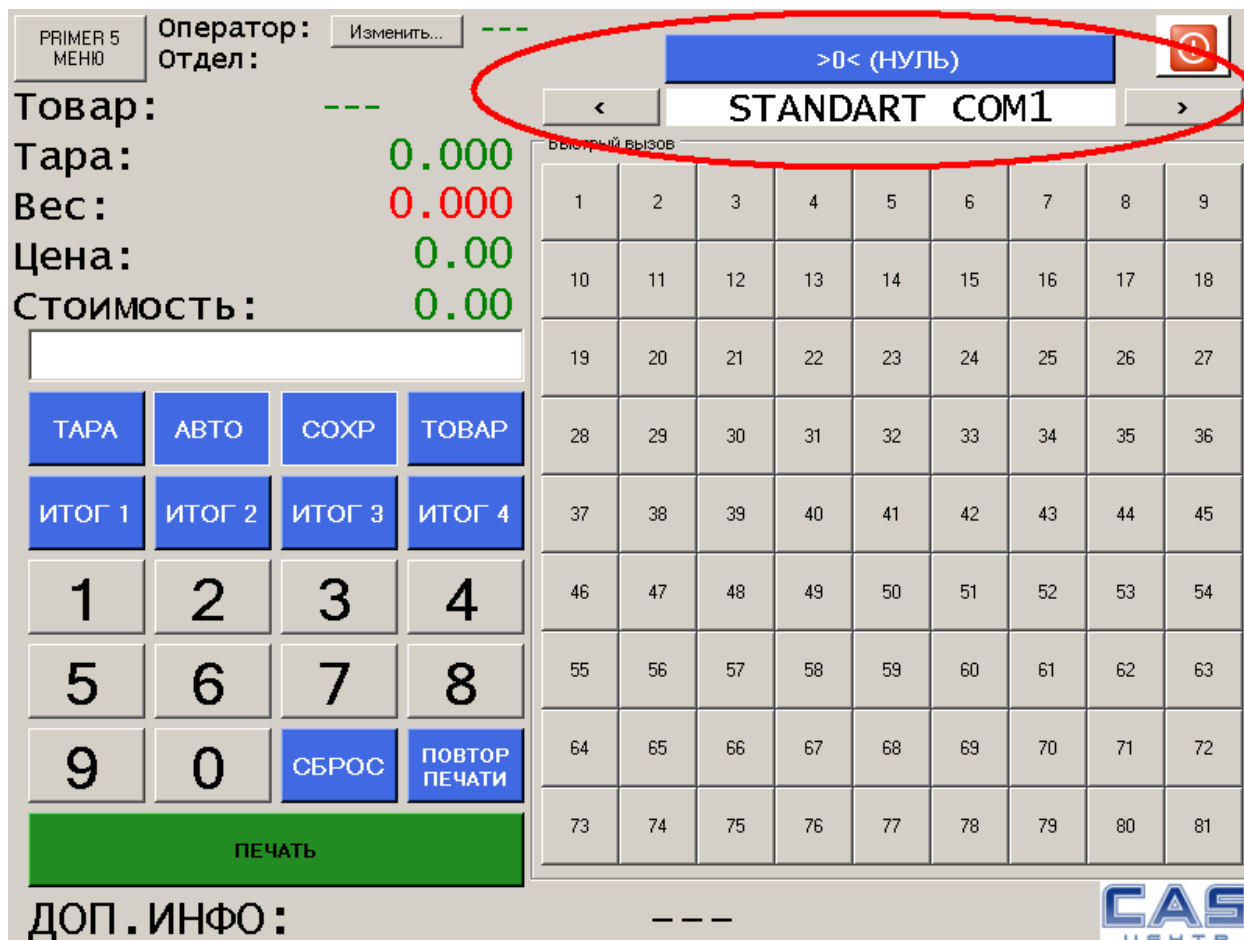 PRIMER 5
МЕНЮ
Оператор: Изменить... ---
Отдел:
>0< (НУЛЬ)
Товар: ---
< STANDART COM1 >
Тара: 0.000
Быстрый вызов
Вес: 0.000
Цена: 0.00
Стоимость: 0.00
1 2 3 4 5 6 7 8 9
10 11 12 13 14 15 16 17 18
19 20 21 22 23 24 25 26 27
28 29 30 31 32 33 34 35 36
37 38 39 40 41 42 43 44 45
46 47 48 49 50 51 52 53 54
55 56 57 58 59 60 61 62 63
64 65 66 67 68 69 70 71 72
73 74 75 76 77 78 79 80 81
ТАРА АВТО СОХР ТОВАР
ИТОГ 1 ИТОГ 2 ИТОГ 3 ИТОГ 4
1 2 3 4
5 6 7 8
9 0 СБРОС ПОВТОР
ПЕЧАТИ
ПЕЧАТЬ
ДОП.ИНФО: ---
CAS